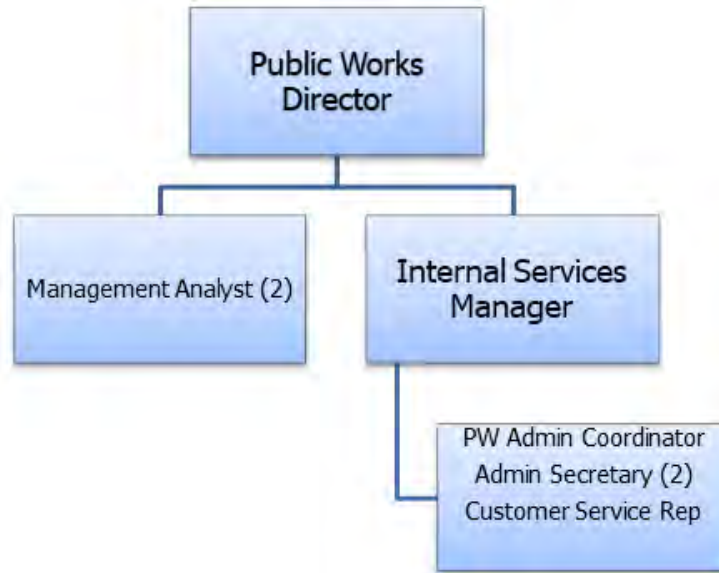 Public Works
Director
Management Analyst (2)
Internal Services
Manager
PW Admin Coordinator
Admin Secretary (2)
Customer Service Rep